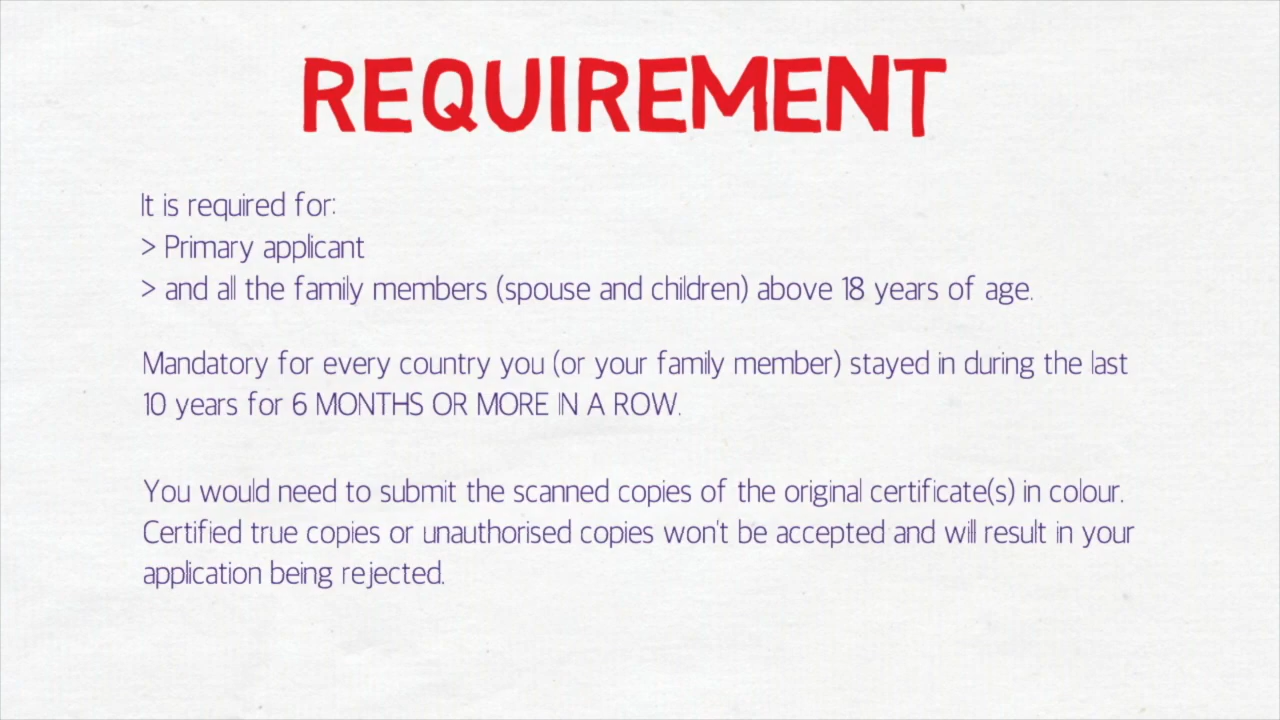 REQUIREMENT
It is required for:
> Primary applicant
> and all the family members (spouse and children) above 18 years of age.
Mandatory for every country you (or your family member) stayed in during the last
10 years for 6 MONTHS OR MORE IN A ROW.
You would need to submit the scanned copies of the original certificate(s) in colour.
Certified true copies or unauthorised copies won't be accepted and will result in your
application being rejected.